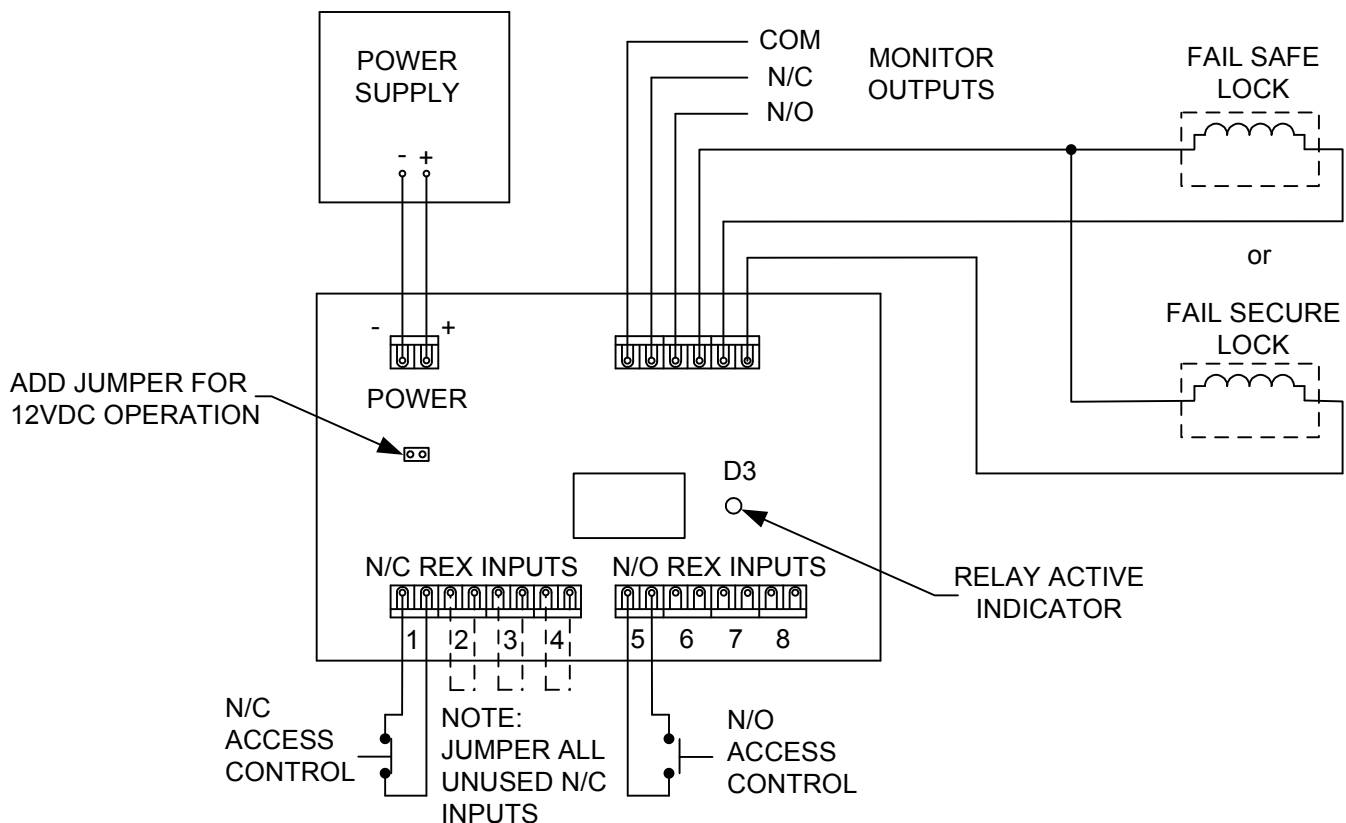 POWER
SUPPLY
- +
COM
N/C
N/O
MONITOR
OUTPUTS
FAIL SAFE
LOCK
or
FAIL SECURE
LOCK
- +
POWER
ADD JUMPER FOR
12VDC OPERATION
D3
RELAY ACTIVE
INDICATOR
N/C REX INPUTS
N/O REX INPUTS
1 2 3 4
5 6 7 8
N/C
ACCESS
CONTROL
NOTE:
JUMPER ALL
UNUSED N/C
INPUTS
N/O
ACCESS
CONTROL